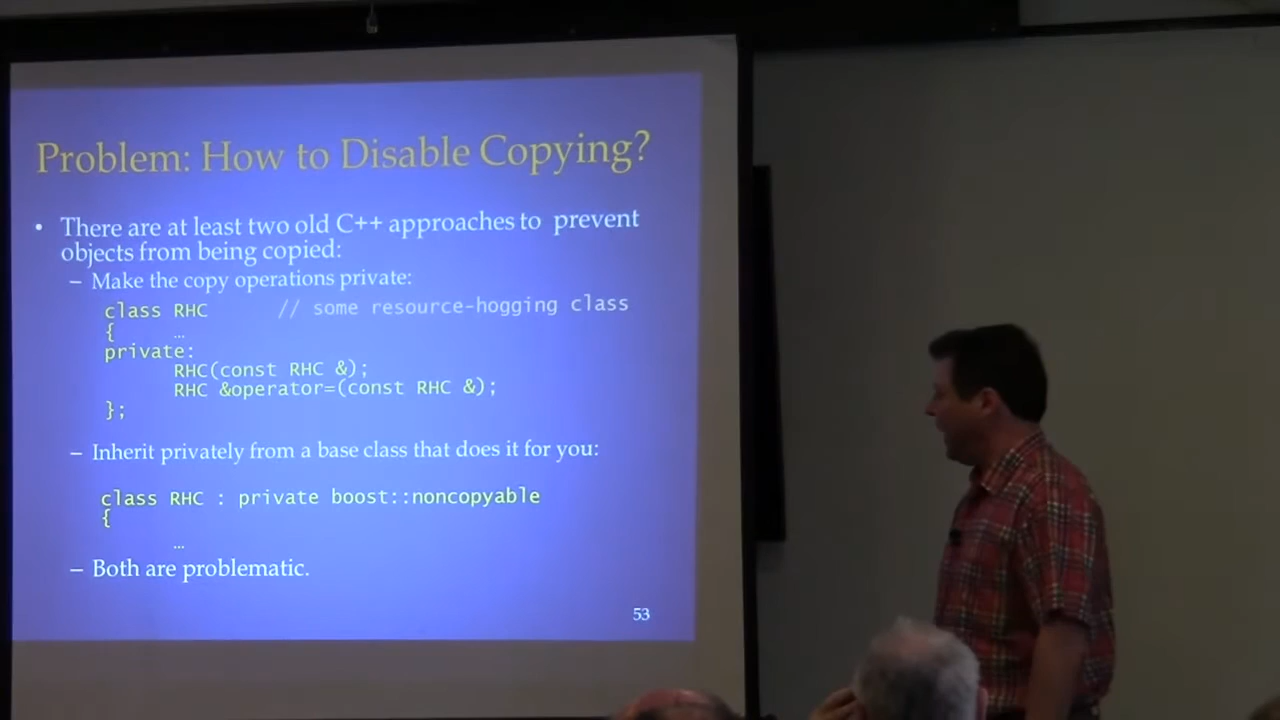 Problem: How to Disable Copying?
• There are at least two old C++ approaches to prevent
objects from being copied:
– Make the copy operations private:
class RHC // some resource-hogging class
{ …
private:
RHC(const RHC &);
RHC &operator=(const RHC &);
};
– Inherit privately from a base class that does it for you:
class RHC : private boost::noncopyable
{
…
– Both are problematic.
53